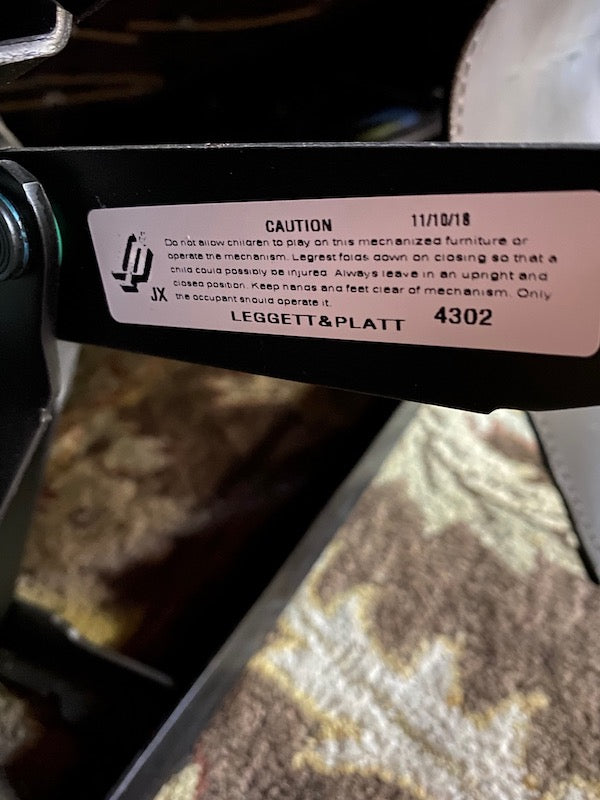 CAUTION 11/10/18
Do not allow children to play on this mechanized furniture or
operate the mechanism. Legrest folds down on closing so that a
child could possibly be injured. Always leave in an upright and
closed position. Keep hands and feet clear of mechanism. Only
the occupant should operate it.
JX
LEGGETT&PLATT 4302